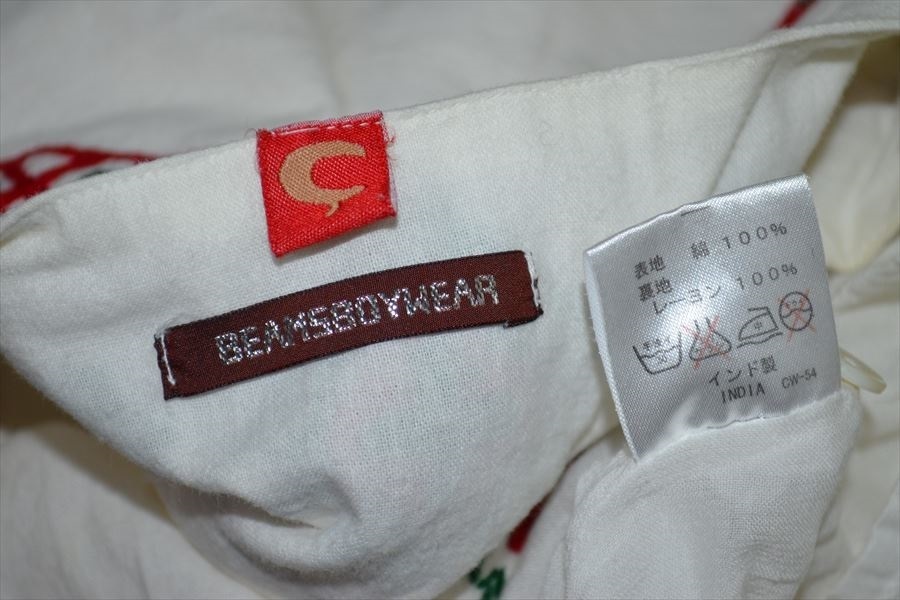 BEAMSBOYWEAR
表地 綿 100%
裏地
レーヨン 100%
インド製
INDIA CW-54